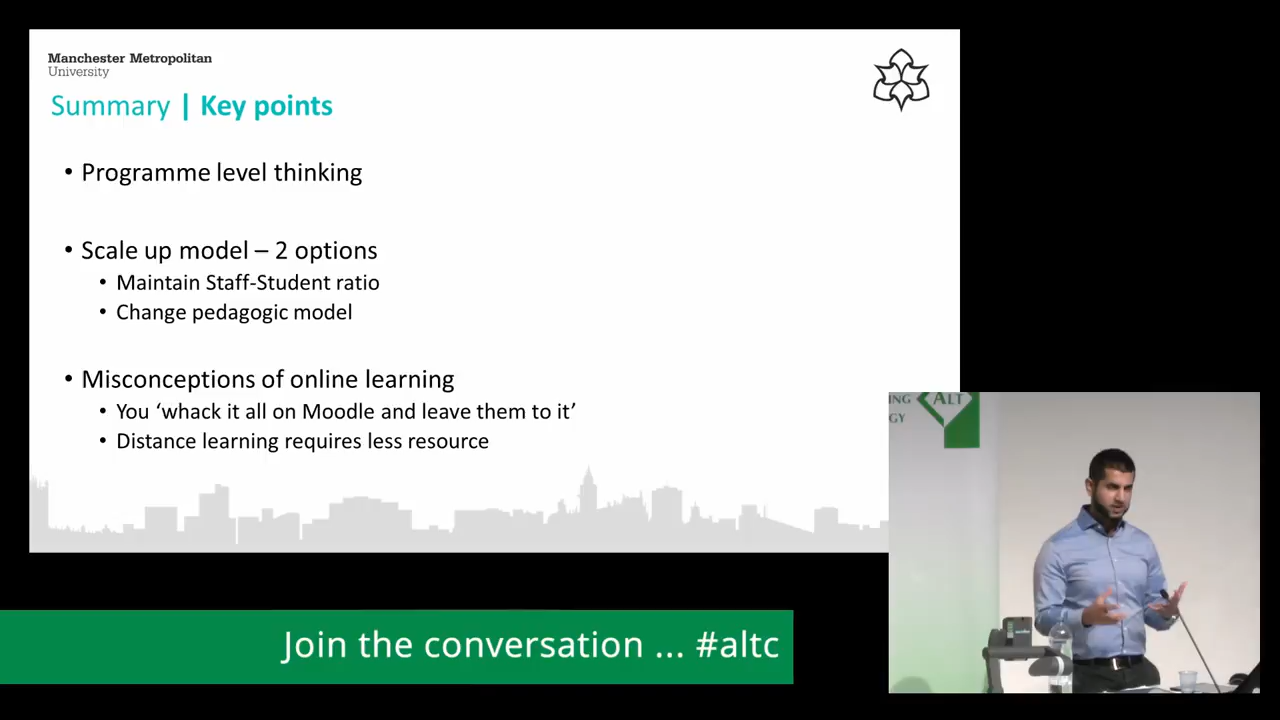 Manchester Metropolitan
University
Summary | Key points
• Programme level thinking
• Scale up model – 2 options
• Maintain Staff-Student ratio
• Change pedagogic model
• Misconceptions of online learning
• You ‘whack it all on Moodle and leave them to it’
• Distance learning requires less resource
ING ALT
GY
Join the conversation ... #altc